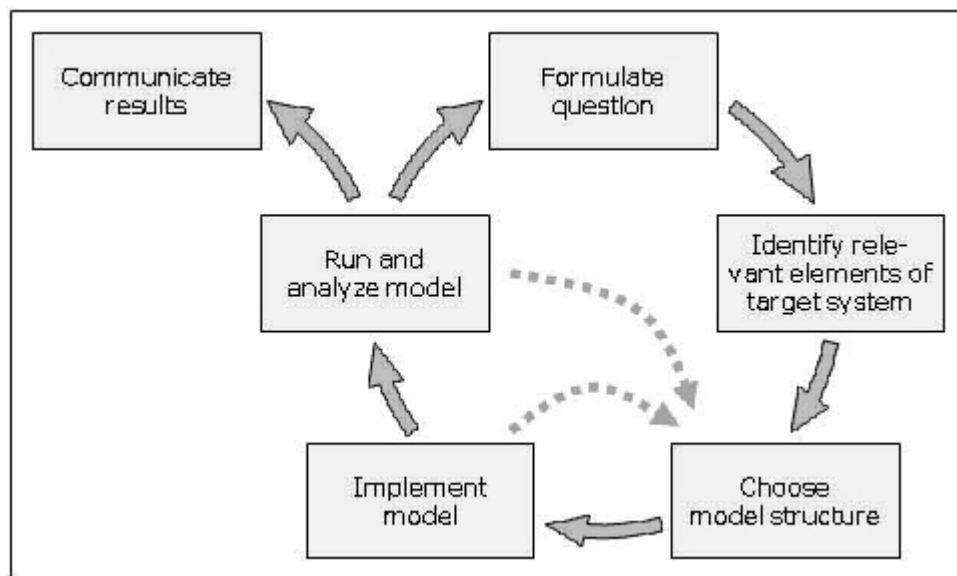 Communicate
results
Formulate
question
Run and
analyze model
Identify rele-
vant elements of
target system
Implement
model
Choose
model structure